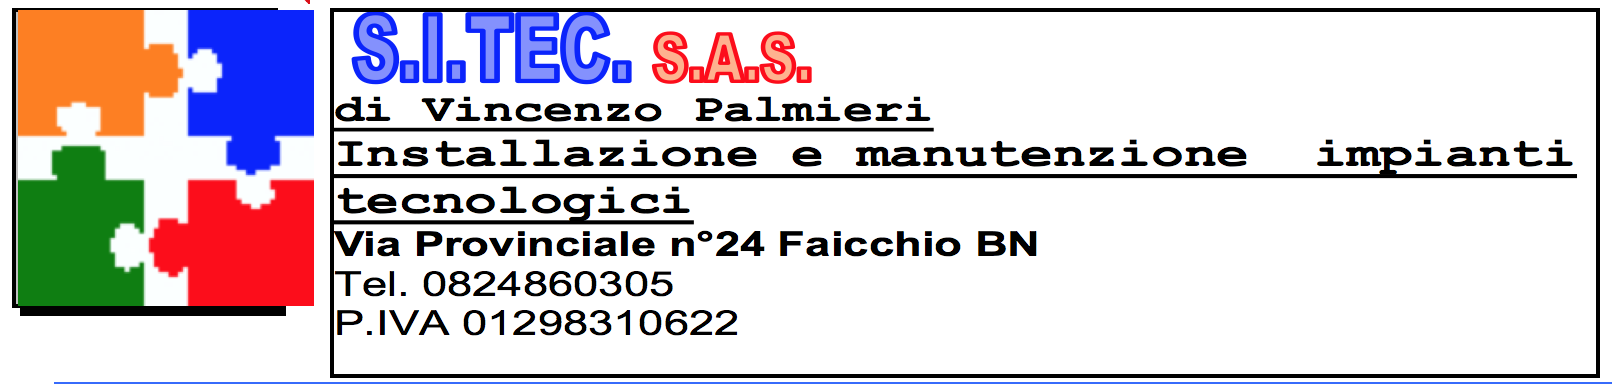 S.I.TEC. S.A.S.
di Vincenzo Palmieri
Installazione e manutenzione impianti
tecnologici
Via Provinciale n°24 Faicchio BN
Tel. 0824860305
P.IVA 01298310622